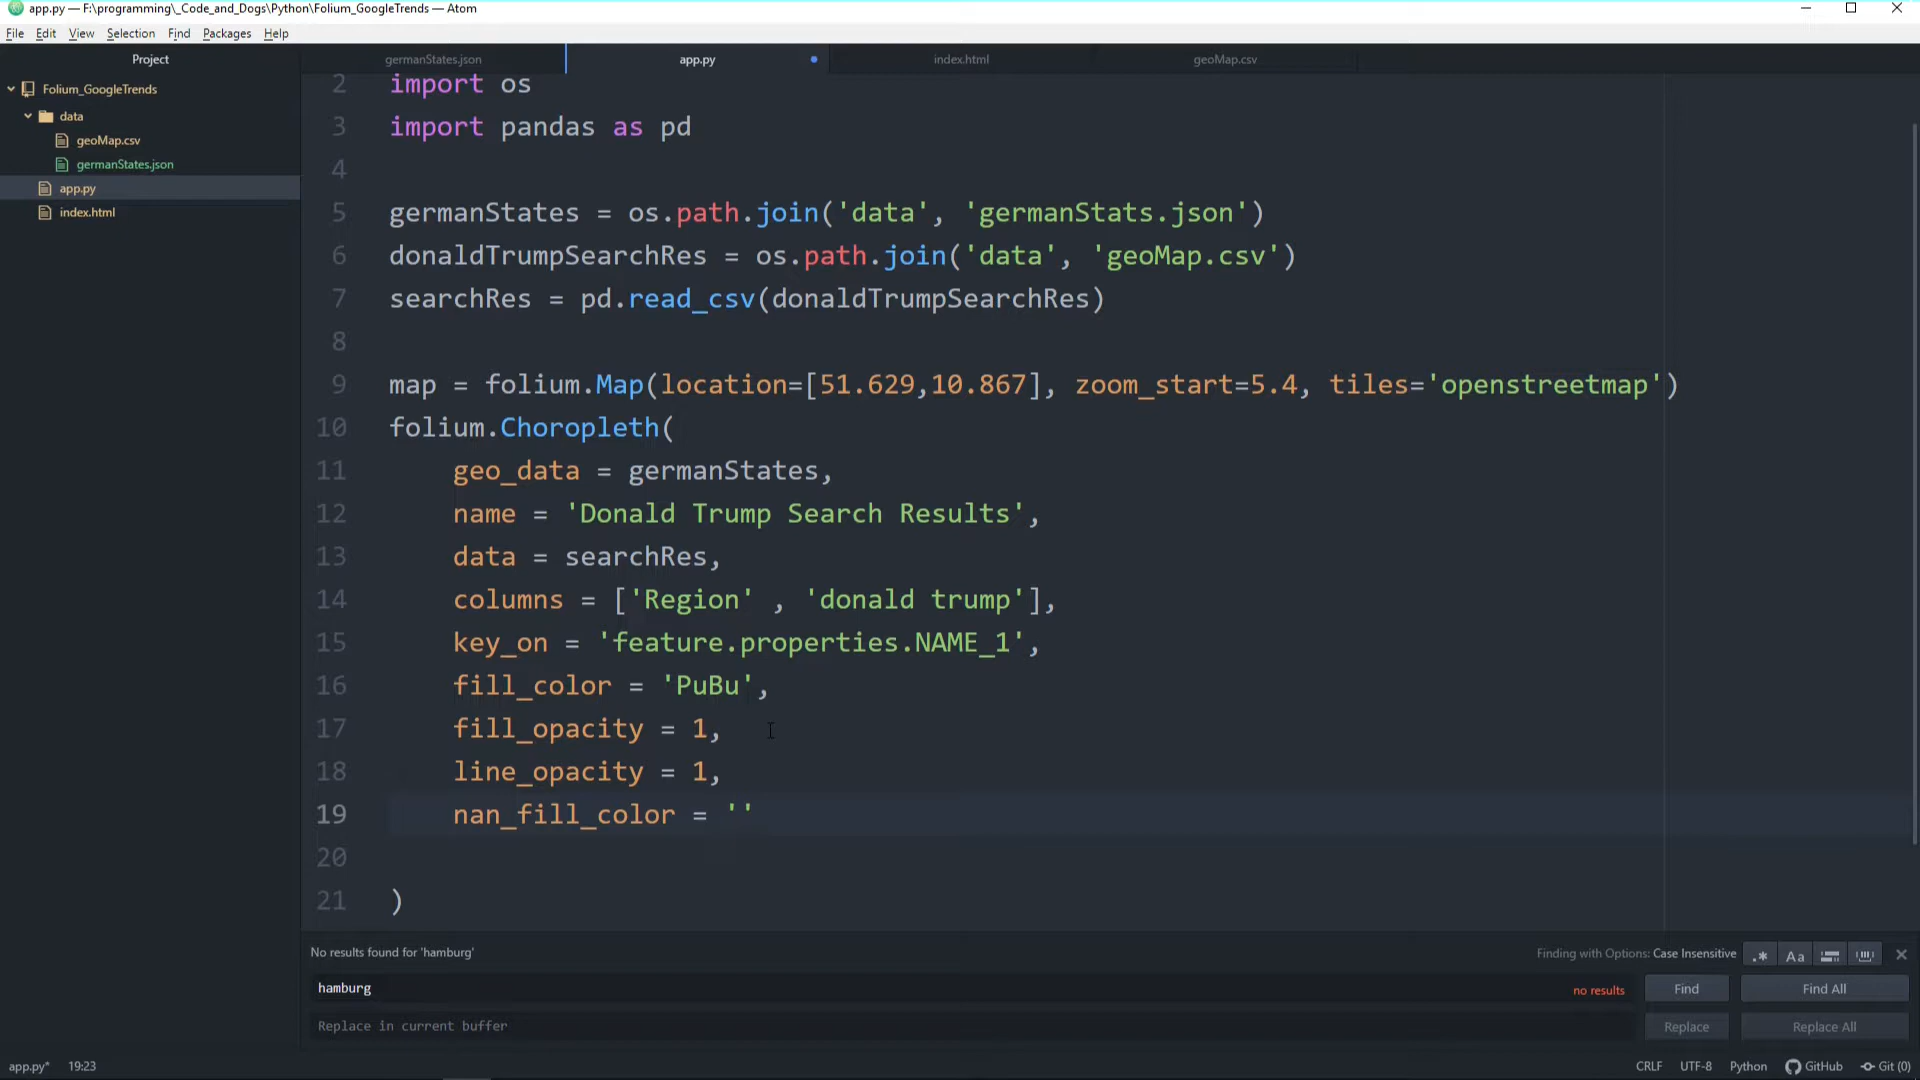 app.py — F:\programming\_Code_and_Dogs\Python\Folium_GoogleTrends — Atom
File Edit View Selection Find Packages Help
Project
germanStates.json
app.py
index.html
geoMap.csv
Folium_GoogleTrends
data
geoMap.csv
germanStates.json
app.py
index.html
2 import os
3 import pandas as pd
4
5 germanStates = os.path.join('data', 'germanStats.json')
6 donaldTrumpSearchRes = os.path.join('data', 'geoMap.csv')
7 searchRes = pd.read_csv(donaldTrumpSearchRes)
8
9 map = folium.Map(location=[51.629,10.867], zoom_start=5.4, tiles='openstreetmap')
10 folium.Choropleth(
11 geo_data = germanStates,
12 name = 'Donald Trump Search Results',
13 data = searchRes,
14 columns = ['Region' , 'donald trump'],
15 key_on = 'feature.properties.NAME_1',
16 fill_color = 'PuBu',
17 fill_opacity = 1,
18 line_opacity = 1,
19 nan_fill_color = ''
20
21 )
No results found for 'hamburg'
Finding with Options: Case Insensitive
.* Aa
hamburg
no results
Find
Find All
Replace in current buffer
Replace
Replace All
app.py* 19:23
CRLF UTF-8 Python GitHub Git (0)